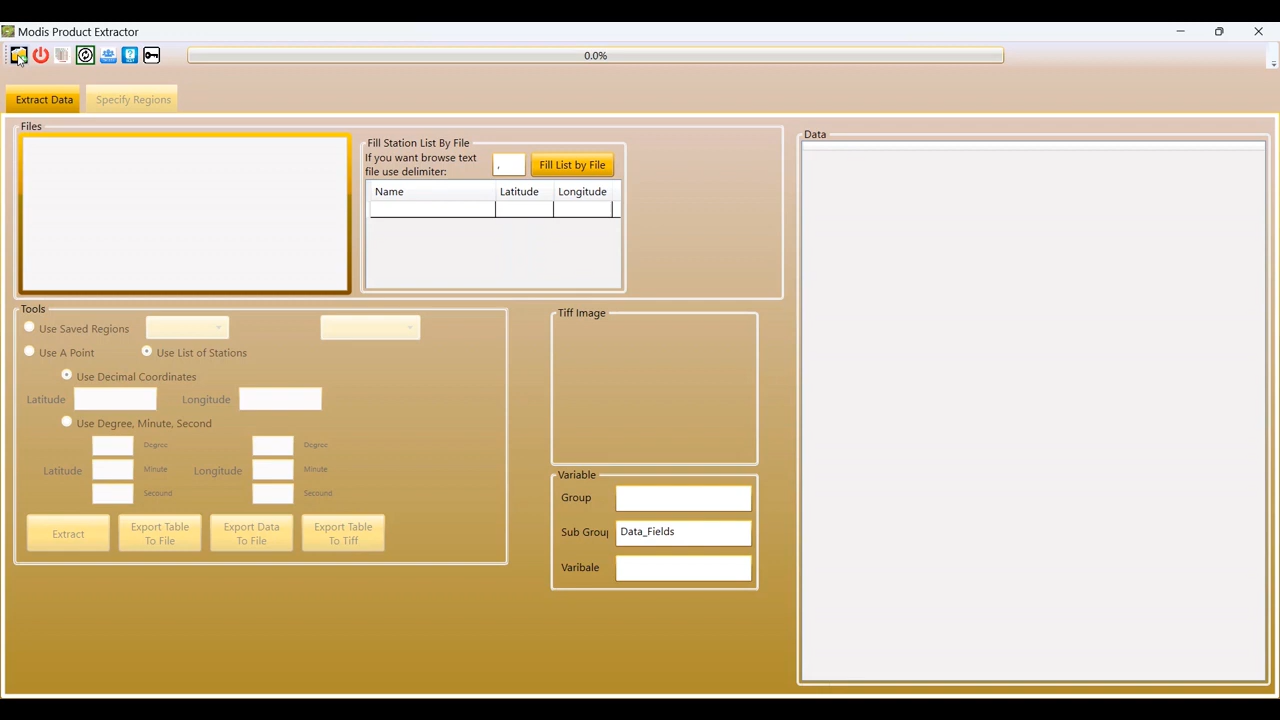 Modis Product Extractor
0.0%
Extract Data
Specify Regions
Files
Fill Station List By File
If you want browse text
file use delimiter:
,
Fill List by File
Name
Latitude
Longitude
Data
Tools
Use Saved Regions
Use A Point
Use List of Stations
Use Decimal Coordinates
Latitude
Longitude
Use Degree, Minute, Second
Degree
Degree
Latitude
Minute
Longitude
Minute
Second
Second
Extract
Export Table
To File
Export Data
To File
Export Table
To Tiff
Tiff Image
Variable
Group
Sub Grou
Data_Fields
Varibale